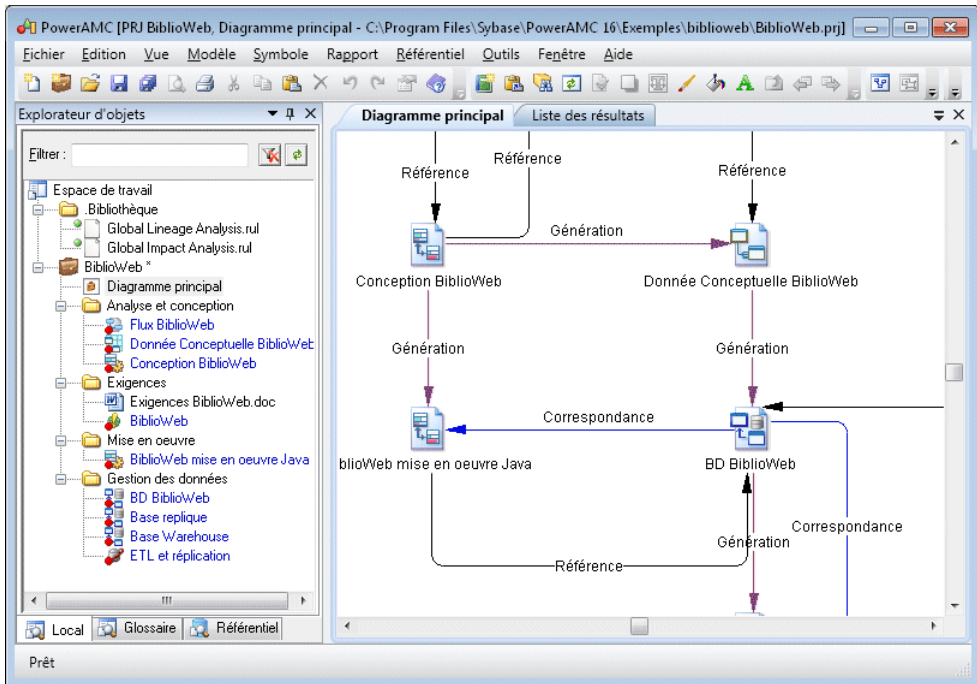 PowerAMC [PRJ BiblioWeb, Diagramme principal - C:\Program Files\Sybase\PowerAMC 16\Exemples\biblioweb\BiblioWeb.prj]
Fichier Edition Vue Modèle Symbole Rapport Référentiel Outils Fenêtre Aide
Explorateur d'objets
Filtrer :
Espace de travail
.Bibliothèque
Global Lineage Analysis.rul
Global Impact Analysis.rul
BiblioWeb *
Diagramme principal
Analyse et conception
Flux BiblioWeb
Donnée Conceptuelle BiblioWeb
Conception BiblioWeb
Exigences
Exigences BiblioWeb.doc
BiblioWeb
Mise en oeuvre
BiblioWeb mise en oeuvre Java
Gestion des données
BD BiblioWeb
Base replique
Base Warehouse
ETL et réplication
Local Glossaire Référentiel
Diagramme principal Liste des résultats
Référence
Référence
Référence
Génération
Conception BiblioWeb
Donnée Conceptuelle BiblioWeb
Génération
Génération
Correspondance
blioWeb mise en oeuvre Java
BD BiblioWeb
Correspondance
Génération
Référence
Prêt